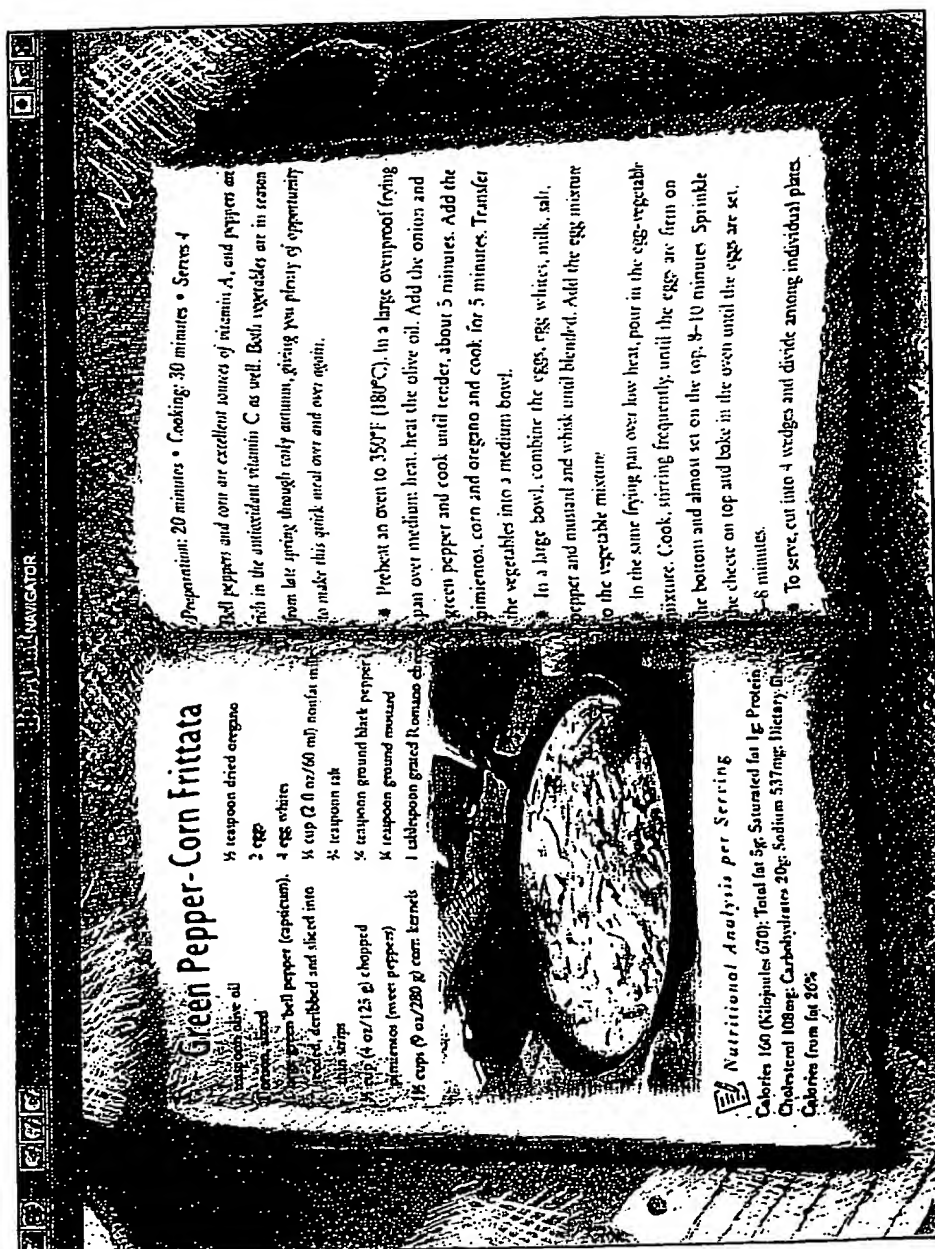 NAVIGATOR
Green Pepper-Corn Frittata
teaspoon olive oil
onion, sliced
green bell pepper (capsicum),
seeded, deribbed and sliced into
thin strips
cup (4 oz/125 g) chopped
pimientos (sweet peppers)
1½ cups (9 oz/280 g) corn kernels
½ teaspoon dried oregano
2 eggs
4 egg whites
¼ cup (2 fl oz/60 ml) nonfat milk
teaspoon salt
¼ teaspoon ground black pepper
¼ teaspoon ground mustard
1 tablespoon grated Romano cheese
Nutritional Analysis per Serving
Calories 160 (Kilojoules 670); Total fat 5g; Saturated fat 1g; Protein
Cholesterol 108mg; Carbohydrates 20g; Sodium 537mg; Dietary
Calories from fat 26%
Preparation: 20 minutes • Cooking: 30 minutes • Serves 4
Bell peppers and corn are excellent sources of vitamin A, and peppers are
rich in the antioxidant vitamin C as well. Both vegetables are in season
from late spring through early autumn, giving you plenty of opportunity
to make this quick meal over and over again.
• Preheat an oven to 350°F (180°C). In a large ovenproof frying
pan over medium heat, heat the olive oil. Add the onion and
green pepper and cook until tender, about 5 minutes. Add the
pimientos, corn and oregano and cook for 5 minutes. Transfer
the vegetables into a medium bowl.
• In a large bowl, combine the eggs, egg whites, milk, salt,
pepper and mustard and whisk until blended. Add the egg mixture
to the vegetable mixture.
• In the same frying pan over low heat, pour in the egg-vegetable
mixture. Cook, stirring frequently, until the eggs are firm on
the bottom and almost set on the top, 8–10 minutes. Sprinkle
the cheese on top and bake in the oven until the eggs are set,
–8 minutes.
• To serve, cut into 4 wedges and divide among individual plates.